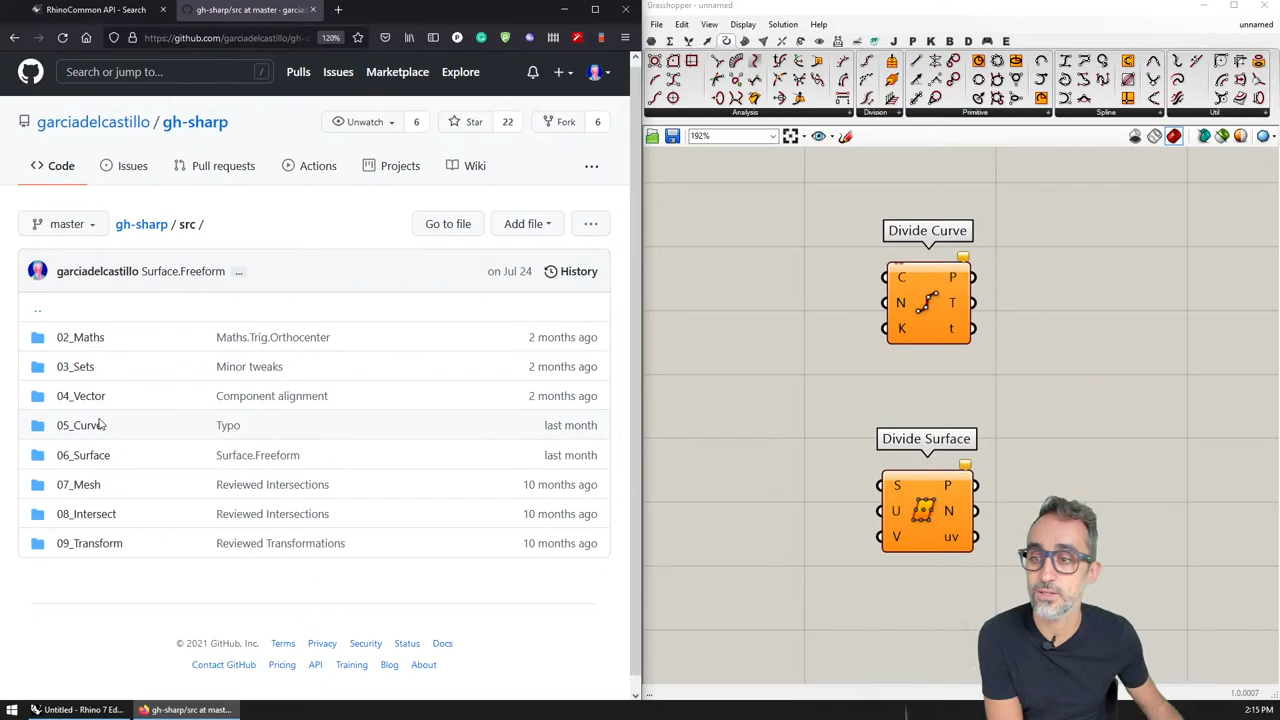 RhinoCommon API - Search
gh-sharp/src at master · garcia
https://github.com/garciadelcastillo/gh-s
120%
Search or jump to...
/
Pulls
Issues
Marketplace
Explore
garciadelcastillo / gh-sharp
Unwatch
6
Star
22
Fork
6
Code
Issues
Pull requests
Actions
Projects
Wiki
master
gh-sharp / src /
Go to file
Add file
garciadelcastillo Surface.Freeform
...
on Jul 24
History
..
02_Maths
Maths.Trig.Orthocenter
2 months ago
03_Sets
Minor tweaks
2 months ago
04_Vector
Component alignment
2 months ago
05_Curve
Typo
last month
06_Surface
Surface.Freeform
last month
07_Mesh
Reviewed Intersections
10 months ago
08_Intersect
Reviewed Intersections
10 months ago
09_Transform
Reviewed Transformations
10 months ago
© 2021 GitHub, Inc.
Terms
Privacy
Security
Status
Docs
Contact GitHub
Pricing
API
Training
Blog
About
Untitled - Rhino 7 Ed...
gh-sharp/src at mast...
Grasshopper - unnamed
File
Edit
View
Display
Solution
Help
unnamed
J
P
K
B
D
E
Analysis
Division
Primitive
Spline
Util
192%
Divide Curve
C
P
N
T
K
t
Divide Surface
S
P
U
N
V
uv
...
1.0.0007
2:15 PM